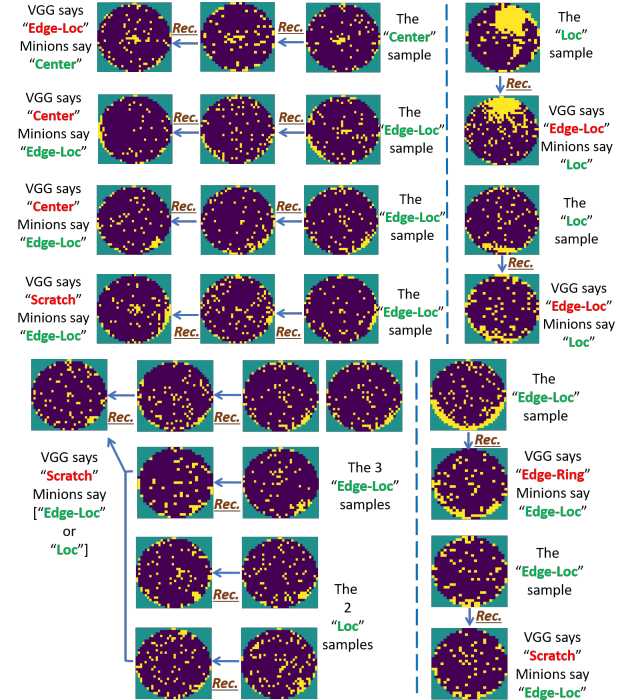 VGG says
“Edge-Loc”
Minions say
“Center”
Rec.
Rec.
The
“Center”
sample
VGG says
“Center”
Minions say
“Edge-Loc”
Rec.
Rec.
The
“Edge-Loc”
sample
VGG says
“Center”
Minions say
“Edge-Loc”
Rec.
Rec.
The
“Edge-Loc”
sample
VGG says
“Scratch”
Minions say
“Edge-Loc”
Rec.
Rec.
The
“Edge-Loc”
sample
The
“Loc”
sample
Rec.
VGG says
“Edge-Loc”
Minions say
“Loc”
The
“Loc”
sample
Rec.
VGG says
“Edge-Loc”
Minions say
“Loc”
Rec.
Rec.
VGG says
“Scratch”
Minions say
[“Edge-Loc”
or
“Loc”]
Rec.
The 3
“Edge-Loc”
samples
Rec.
The
2
“Loc”
samples
Rec.
The
“Edge-Loc”
sample
Rec.
VGG says
“Edge-Ring”
Minions say
“Edge-Loc”
The
“Edge-Loc”
sample
Rec.
VGG says
“Scratch”
Minions say
“Edge-Loc”